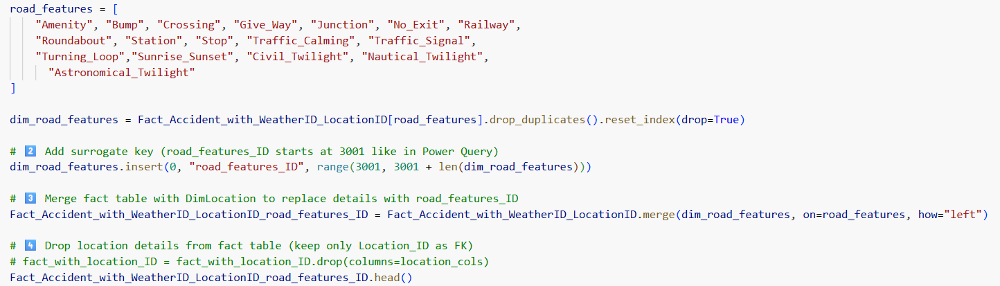 road_features = [
    "Amenity", "Bump", "Crossing", "Give_Way", "Junction", "No_Exit", "Railway",
    "Roundabout", "Station", "Stop", "Traffic_Calming", "Traffic_Signal",
    "Turning_Loop","Sunrise_Sunset", "Civil_Twilight", "Nautical_Twilight",
      "Astronomical_Twilight"
]
dim_road_features = Fact_Accident_with_WeatherID_LocationID[road_features].drop_duplicates().reset_index(drop=True)
# 2️⃣ Add surrogate key (road_features_ID starts at 3001 like in Power Query)
dim_road_features.insert(0, "road_features_ID", range(3001, 3001 + len(dim_road_features)))
# 3️⃣ Merge fact table with DimLocation to replace details with road_features_ID
Fact_Accident_with_WeatherID_LocationID_road_features_ID = Fact_Accident_with_WeatherID_LocationID.merge(dim_road_features, on=road_features, how="left")
# 4️⃣ Drop location details from fact table (keep only Location_ID as FK)
# fact_with_location_ID = fact_with_location_ID.drop(columns=location_cols)
Fact_Accident_with_WeatherID_LocationID_road_features_ID.head()